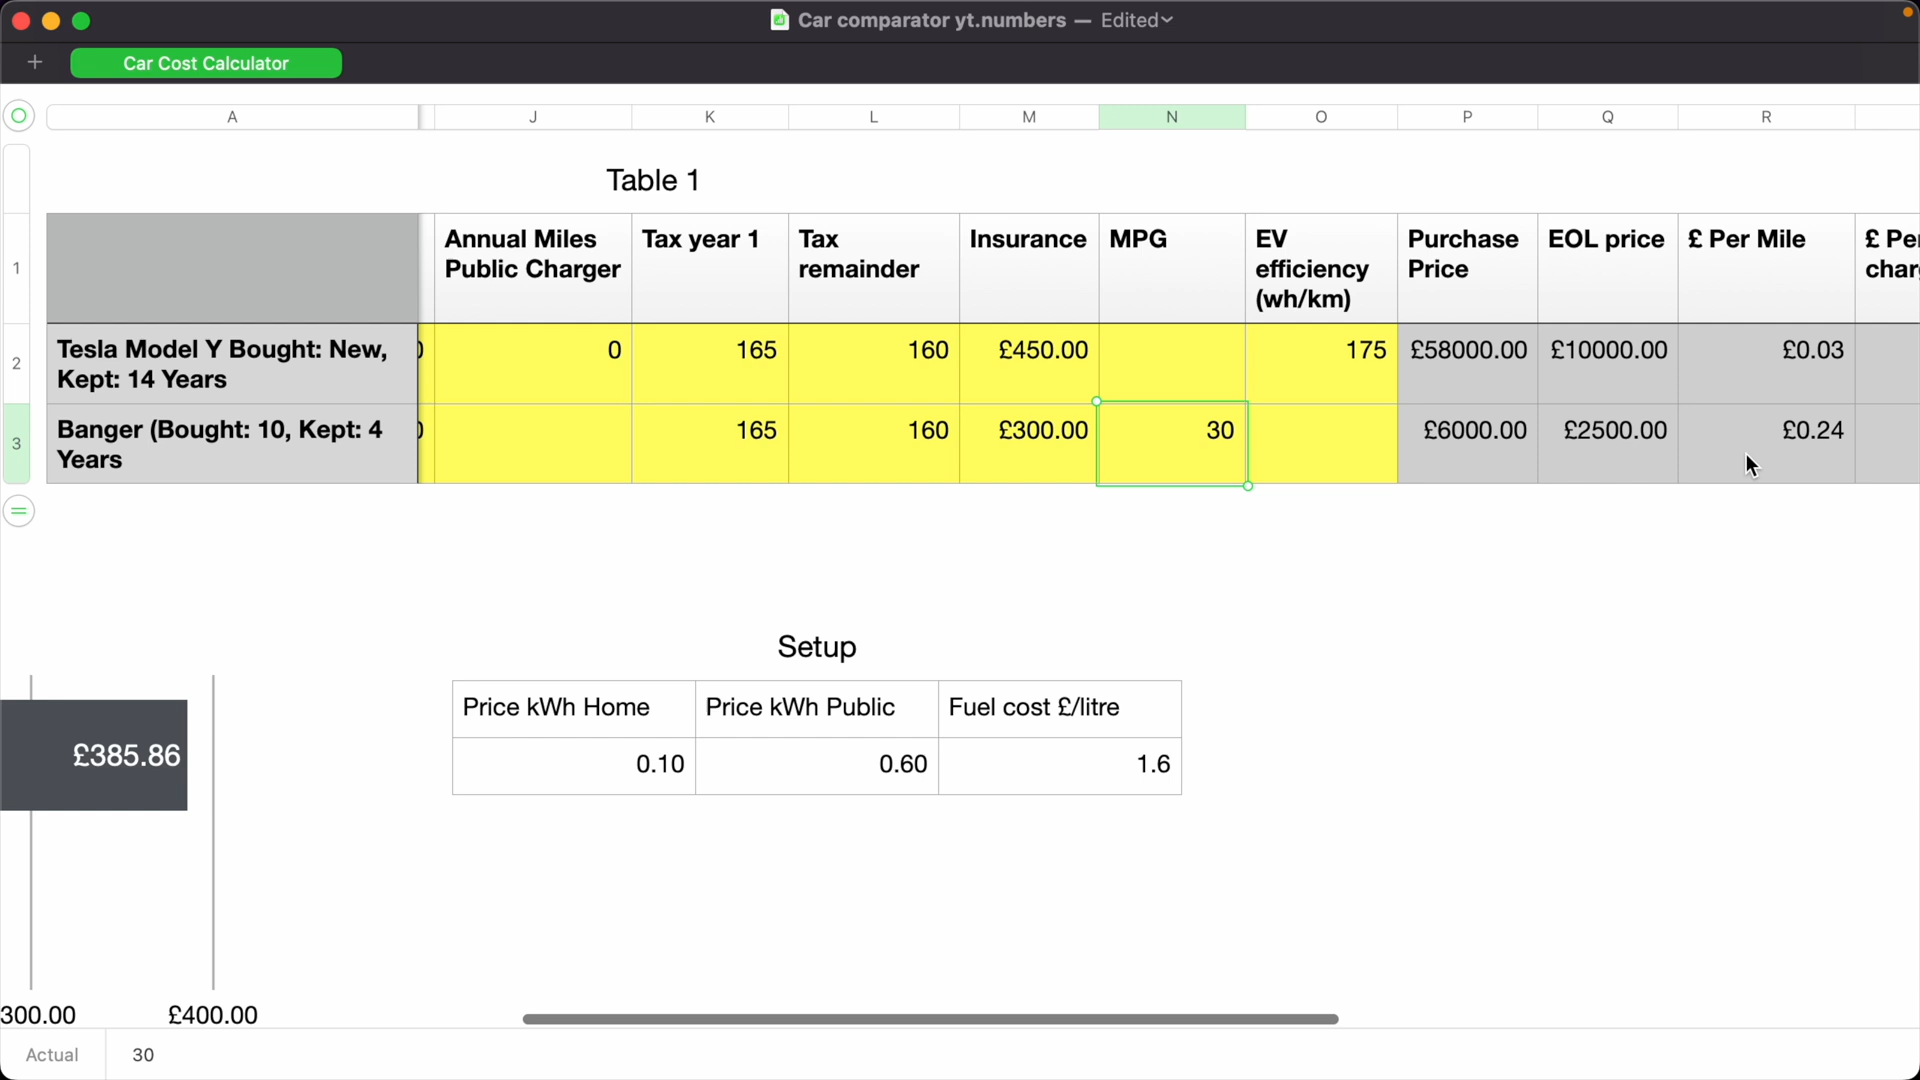 Car comparator yt.numbers — Edited
+ Car Cost Calculator
A J K L M N O P Q R
Table 1
1
Annual Miles Public Charger
Tax year 1
Tax remainder
Insurance
MPG
EV efficiency (wh/km)
Purchase Price
EOL price
£ Per Mile
£
2
Tesla Model Y Bought: New, Kept: 14 Years
0 165 160 £450.00 175 £58000.00 £10000.00 £0.03
3
Banger (Bought: 10, Kept: 4 Years
165 160 £300.00 30 £6000.00 £2500.00 £0.24
Setup
Price kWh Home Price kWh Public Fuel cost £/litre
0.10 0.60 1.6
£385.86
300.00 £400.00
Actual 30